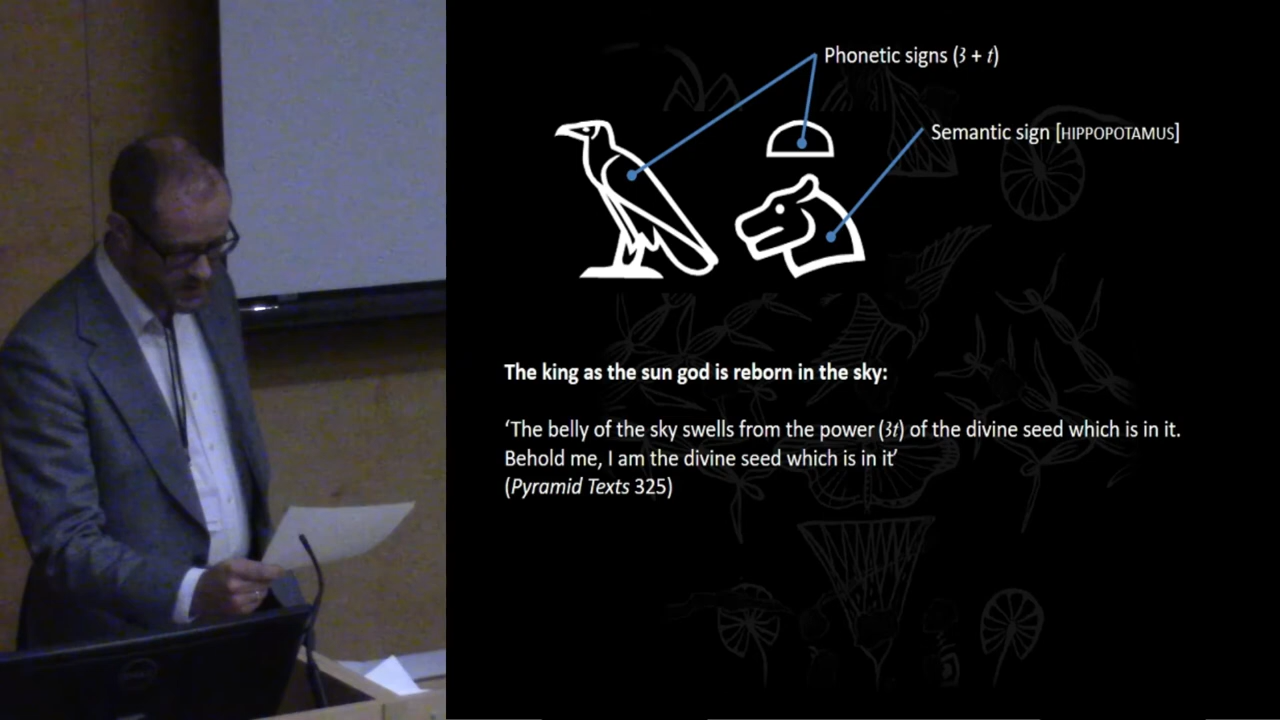 Phonetic signs (3 + t)
Semantic sign [HIPPOPOTAMUS]
The king as the sun god is reborn in the sky:
‘The belly of the sky swells from the power (3t) of the divine seed which is in it.
Behold me, I am the divine seed which is in it’
(Pyramid Texts 325)